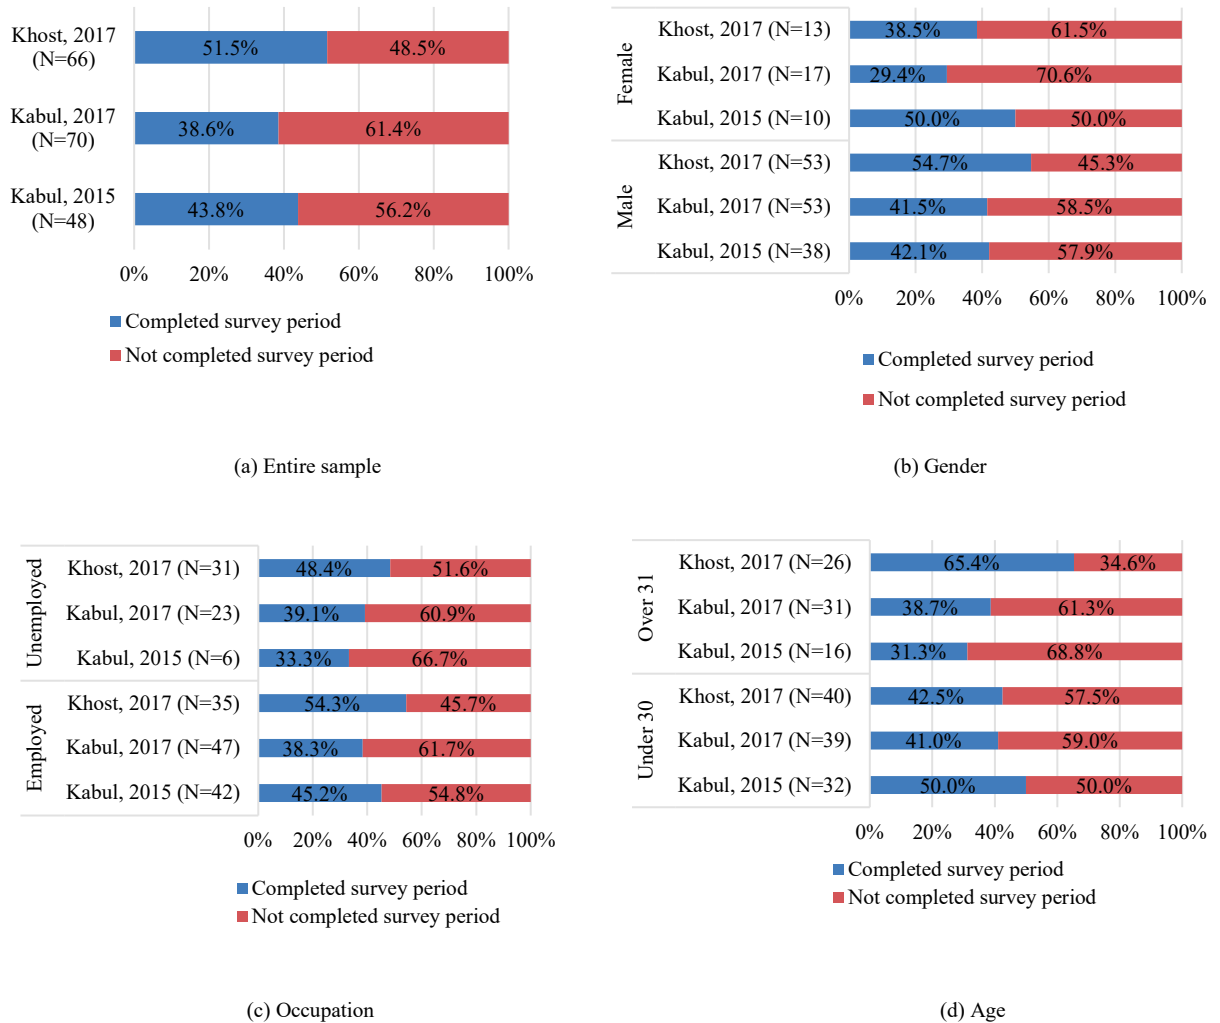 Khost, 2017
(N=66)
51.5%
48.5%
Kabul, 2017
(N=70)
38.6%
61.4%
Kabul, 2015
(N=48)
43.8%
56.2%
0% 20% 40% 60% 80% 100%
Completed survey period
Not completed survey period
(a) Entire sample
Female
Khost, 2017 (N=13)
38.5%
61.5%
Kabul, 2017 (N=17)
29.4%
70.6%
Kabul, 2015 (N=10)
50.0%
50.0%
Male
Khost, 2017 (N=53)
54.7%
45.3%
Kabul, 2017 (N=53)
41.5%
58.5%
Kabul, 2015 (N=38)
42.1%
57.9%
0% 20% 40% 60% 80% 100%
Completed survey period
Not completed survey period
(b) Gender
Unemployed
Khost, 2017 (N=31)
48.4%
51.6%
Kabul, 2017 (N=23)
39.1%
60.9%
Kabul, 2015 (N=6)
33.3%
66.7%
Employed
Khost, 2017 (N=35)
54.3%
45.7%
Kabul, 2017 (N=47)
38.3%
61.7%
Kabul, 2015 (N=42)
45.2%
54.8%
0% 20% 40% 60% 80% 100%
Completed survey period
Not completed survey period
(c) Occupation
Over 31
Khost, 2017 (N=26)
65.4%
34.6%
Kabul, 2017 (N=31)
38.7%
61.3%
Kabul, 2015 (N=16)
31.3%
68.8%
Under 30
Khost, 2017 (N=40)
42.5%
57.5%
Kabul, 2017 (N=39)
41.0%
59.0%
Kabul, 2015 (N=32)
50.0%
50.0%
0% 20% 40% 60% 80% 100%
Completed survey period
Not completed survey period
(d) Age